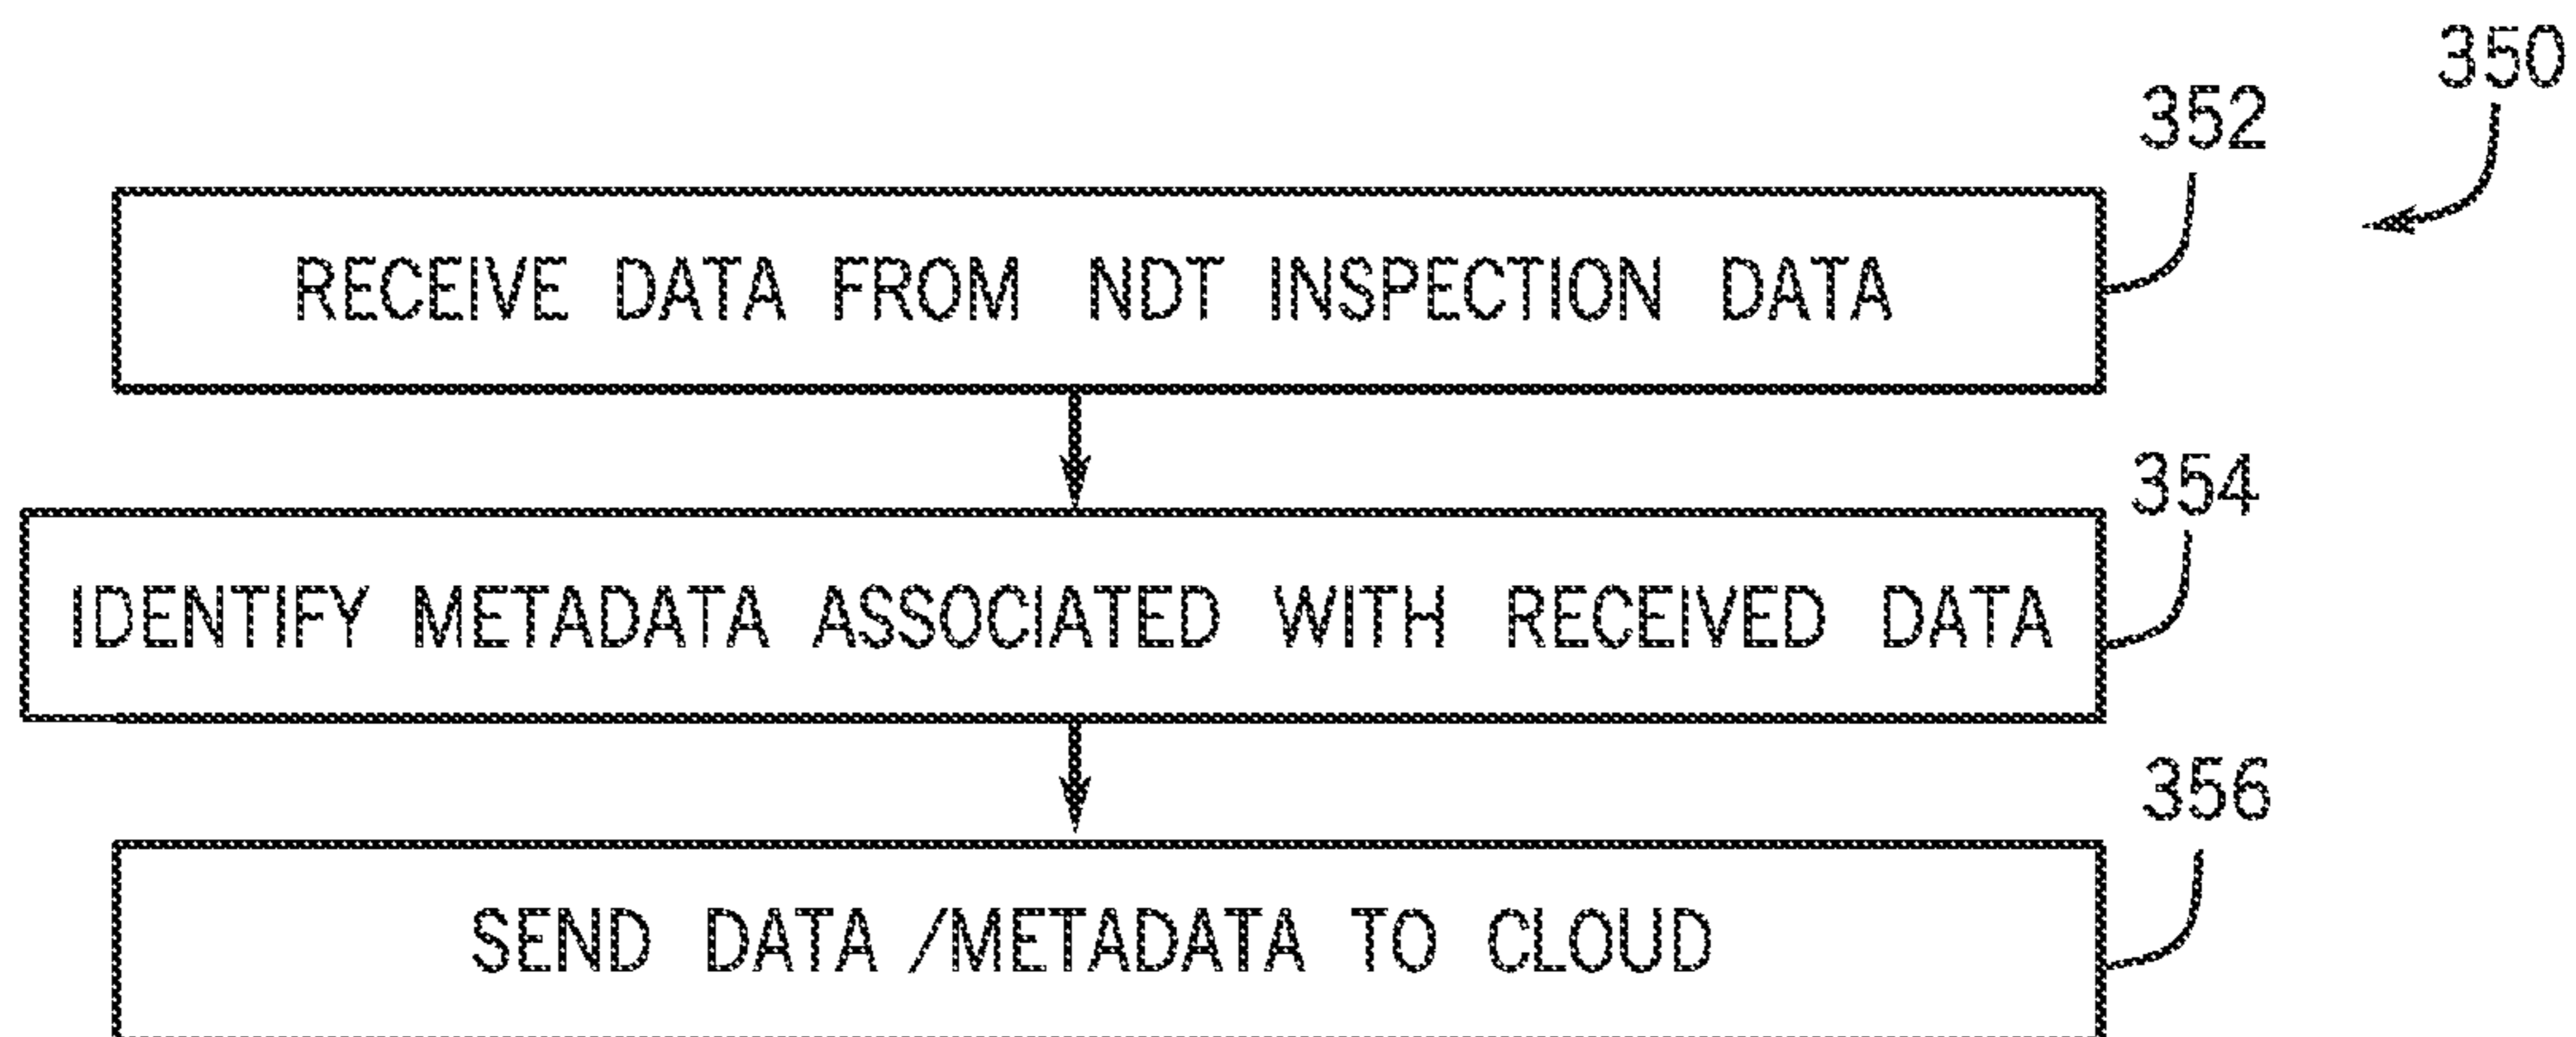 350
352
RECEIVE DATA FROM NDT INSPECTION DATA
354
IDENTIFY METADATA ASSOCIATED WITH RECEIVED DATA
356
SEND DATA /METADATA TO CLOUD